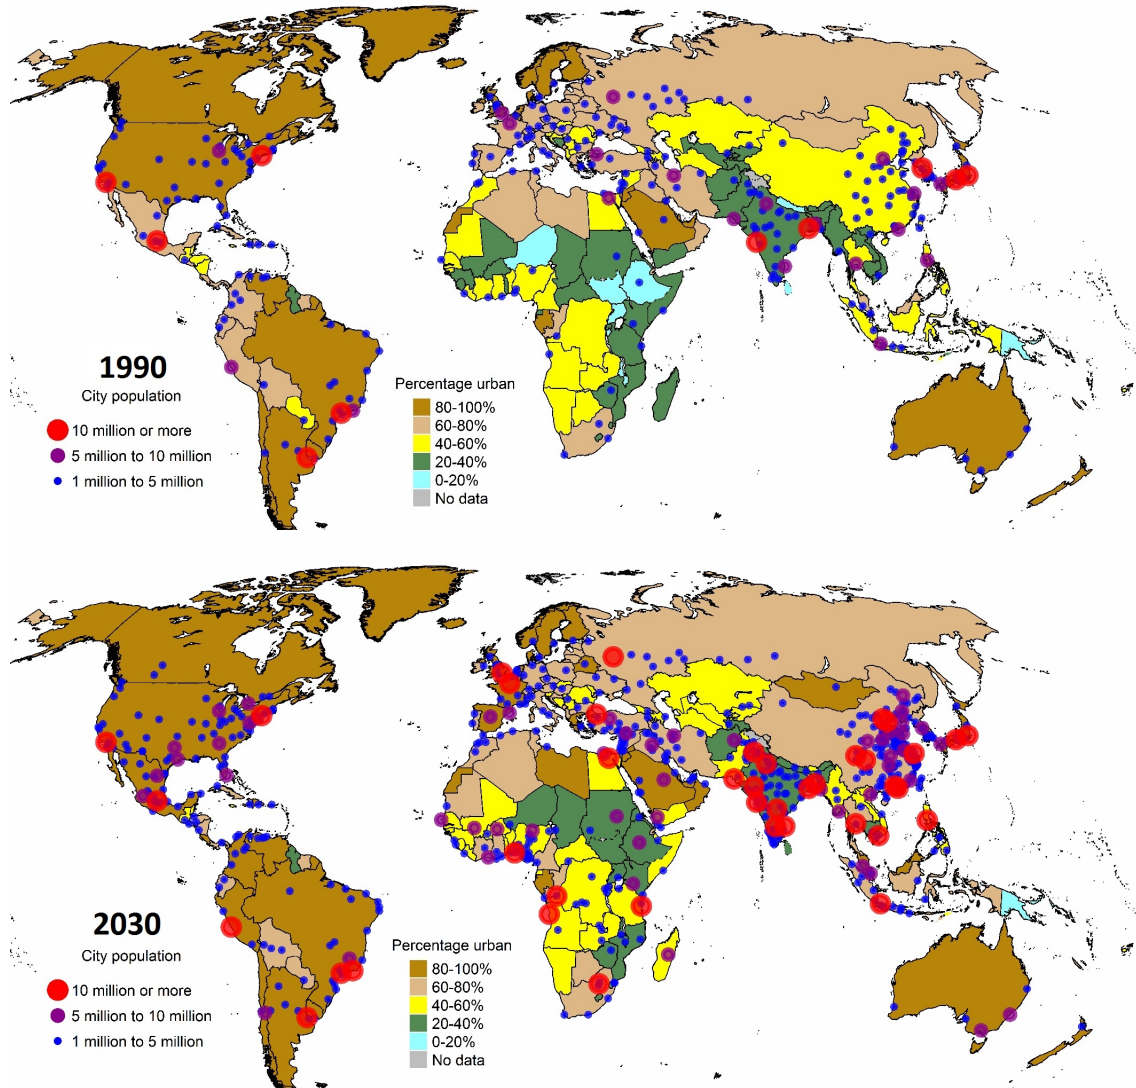 1990
City population
10 million or more
5 million to 10 million
1 million to 5 million
Percentage urban
80-100%
60-80%
40-60%
20-40%
0-20%
No data
2030
City population
10 million or more
5 million to 10 million
1 million to 5 million
Percentage urban
80-100%
60-80%
40-60%
20-40%
0-20%
No data